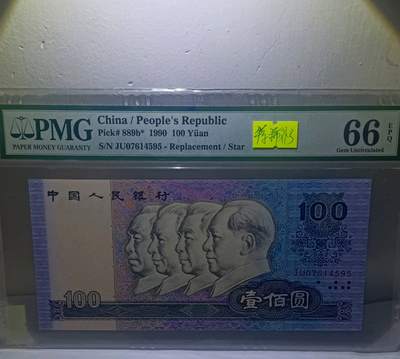 PMG
PAPER MONEY GUARANTY
China / People's Republic
Pick# 889b* 1990 100 Yüan
S/N JU07614595 - Replacement / Star
66 EPQ
Gem Uncirculated
中国人民银行
100
JU07614595
100
壹佰圆